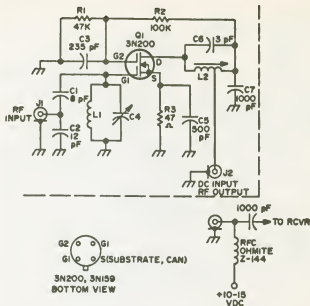 R1
47K
R2
100K
C3
235 pF
Q1
3N200
C6
3 pF
G2
D
G1
S
L2
C1
8 pF
J1
RF
INPUT
C2
12
pF
L1
C4
R3
47
Ω
C5
500
pF
C7
1000
pF
J2
DC INPUT
RF OUTPUT
1000 pF
TO RCVR
RFC
OHMITE
Z-144
+10-15
VDC
G2
G1
G1
S(SUBSTRATE, CAN)
3N200, 3N159
BOTTOM VIEW